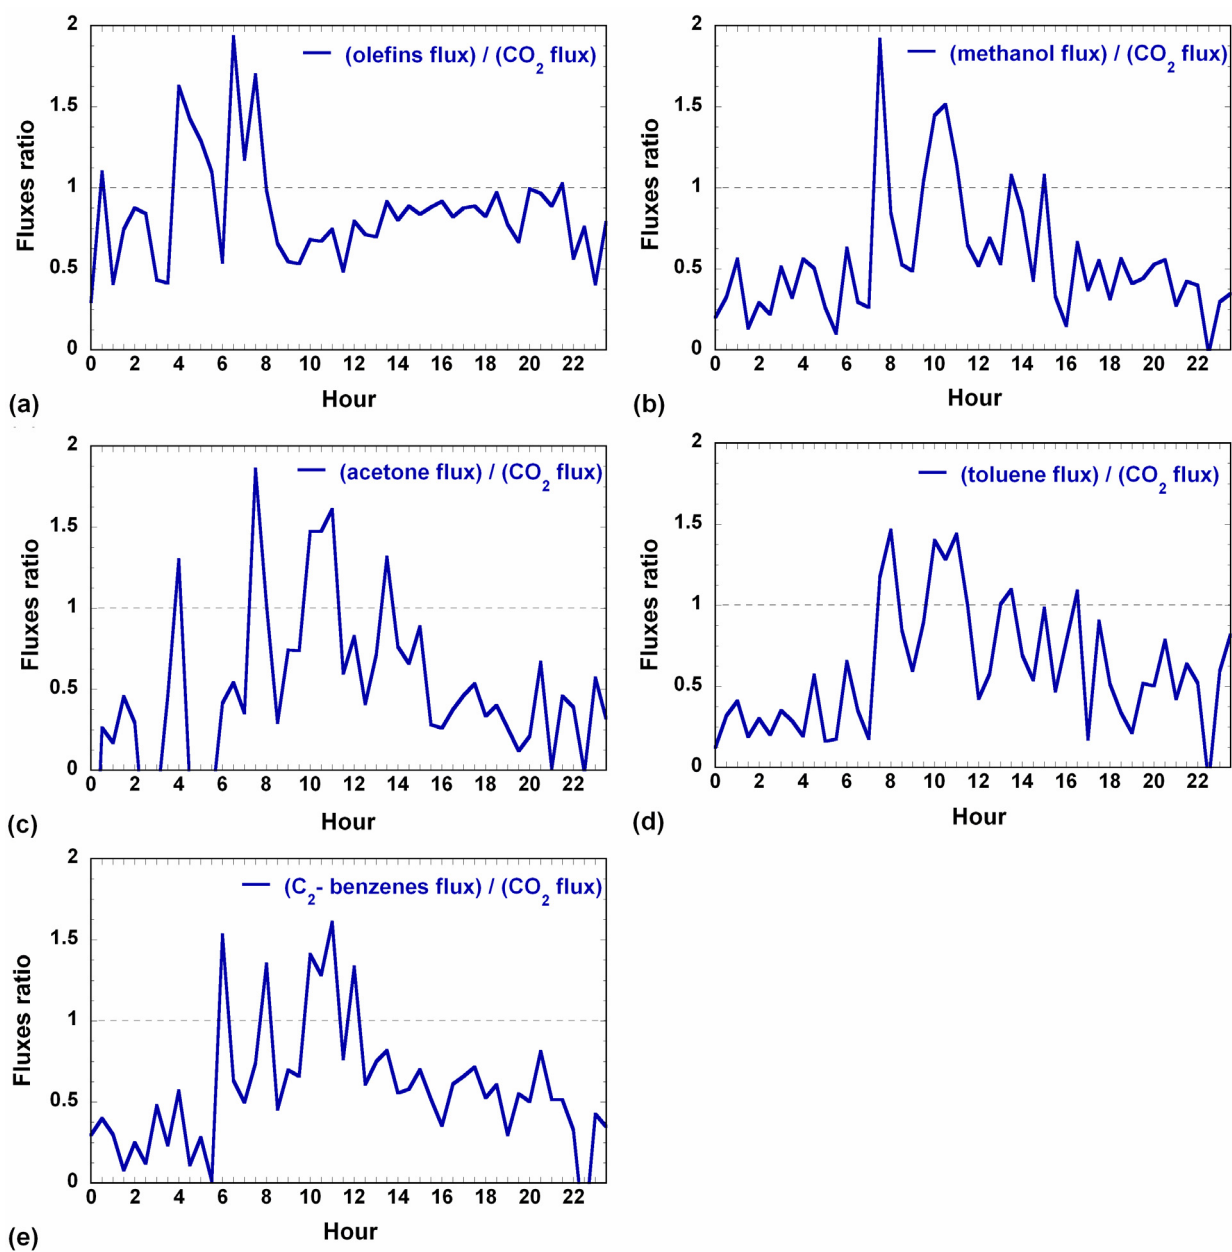 2
1.5
1
0.5
0
Fluxes ratio
(olefins flux) / (CO2 flux)
0 2 4 6 8 10 12 14 16 18 20 22
Hour
(a)
2
1.5
1
0.5
0
Fluxes ratio
(methanol flux) / (CO2 flux)
0 2 4 6 8 10 12 14 16 18 20 22
Hour
(b)
2
1.5
1
0.5
0
Fluxes ratio
(acetone flux) / (CO2 flux)
0 2 4 6 8 10 12 14 16 18 20 22
Hour
(c)
2
1.5
1
0.5
0
Fluxes ratio
(toluene flux) / (CO2 flux)
0 2 4 6 8 10 12 14 16 18 20 22
Hour
(d)
2
1.5
1
0.5
0
Fluxes ratio
(C2- benzenes flux) / (CO2 flux)
0 2 4 6 8 10 12 14 16 18 20 22
Hour
(e)